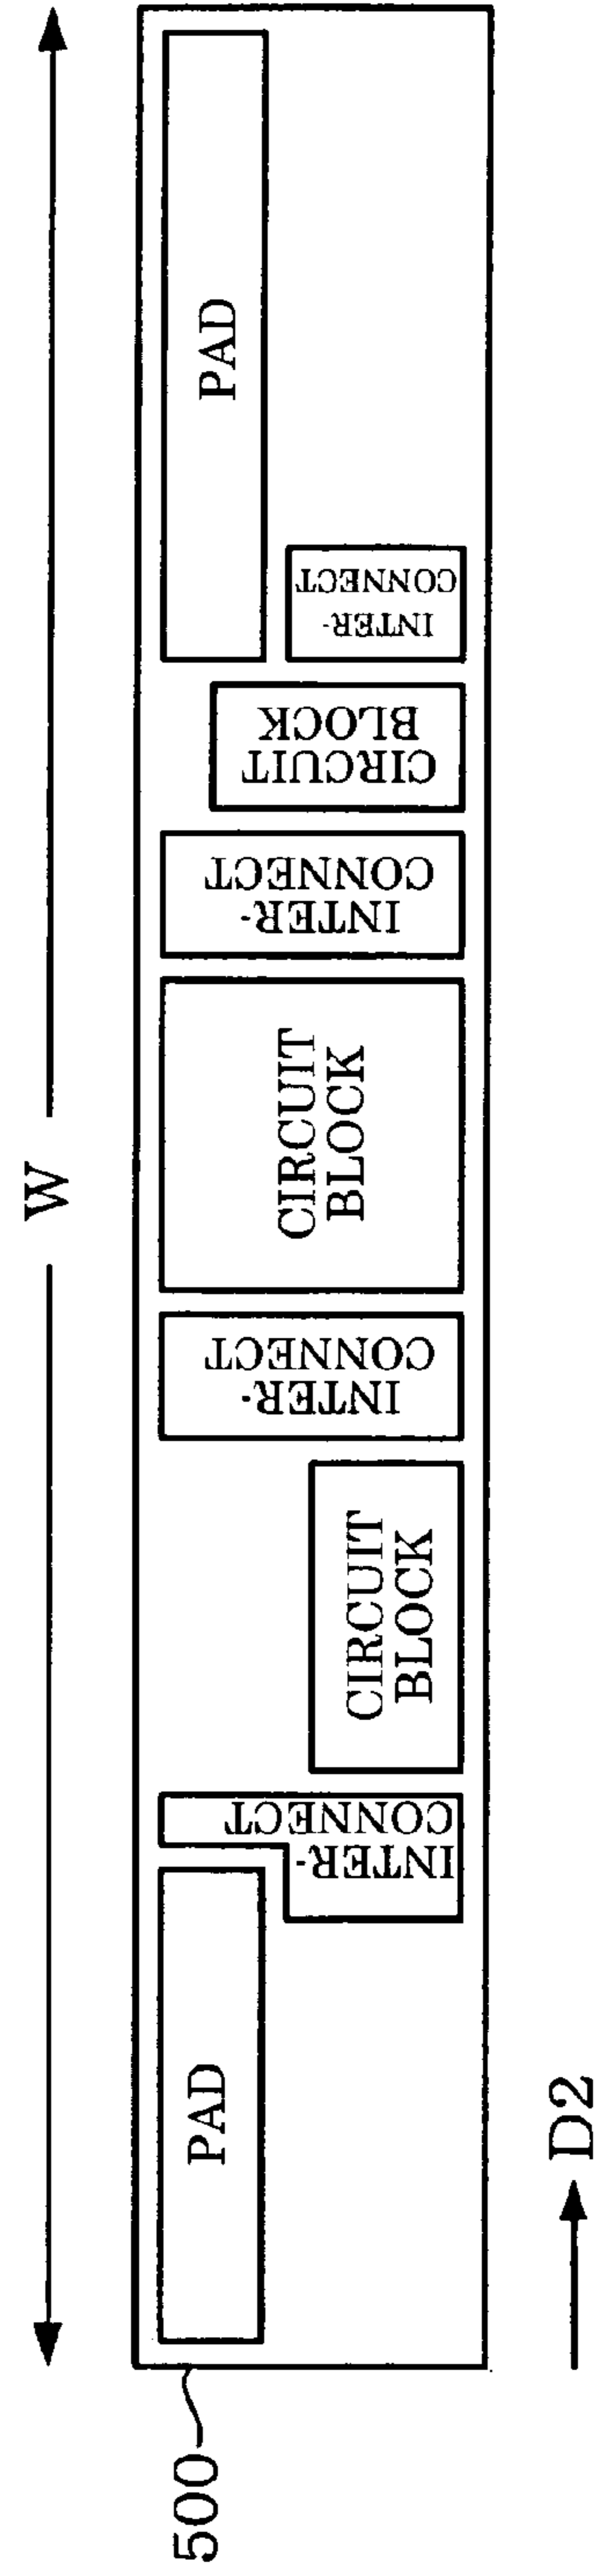 W
500
PAD
INTER-
CONNECT
CIRCUIT
BLOCK
INTER-
CONNECT
CIRCUIT
BLOCK
INTER-
CONNECT
CIRCUIT
BLOCK
INTER-
CONNECT
PAD
D2